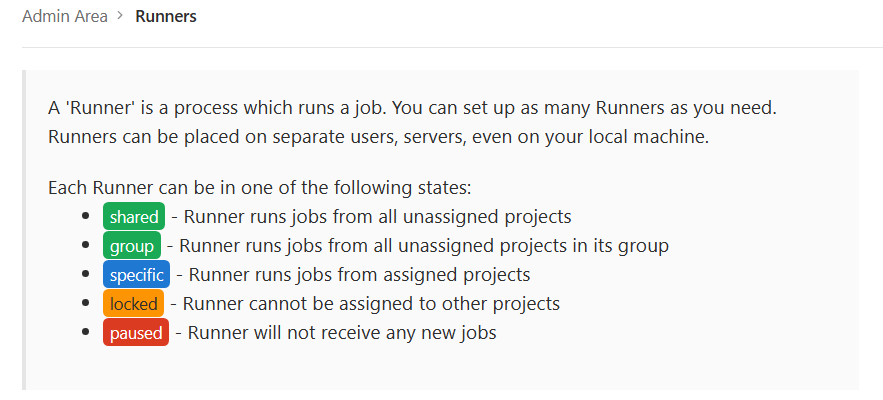 Admin Area > Runners
A 'Runner' is a process which runs a job. You can set up as many Runners as you need.
Runners can be placed on separate users, servers, even on your local machine.
Each Runner can be in one of the following states:
• shared - Runner runs jobs from all unassigned projects
• group - Runner runs jobs from all unassigned projects in its group
• specific - Runner runs jobs from assigned projects
• locked - Runner cannot be assigned to other projects
• paused - Runner will not receive any new jobs